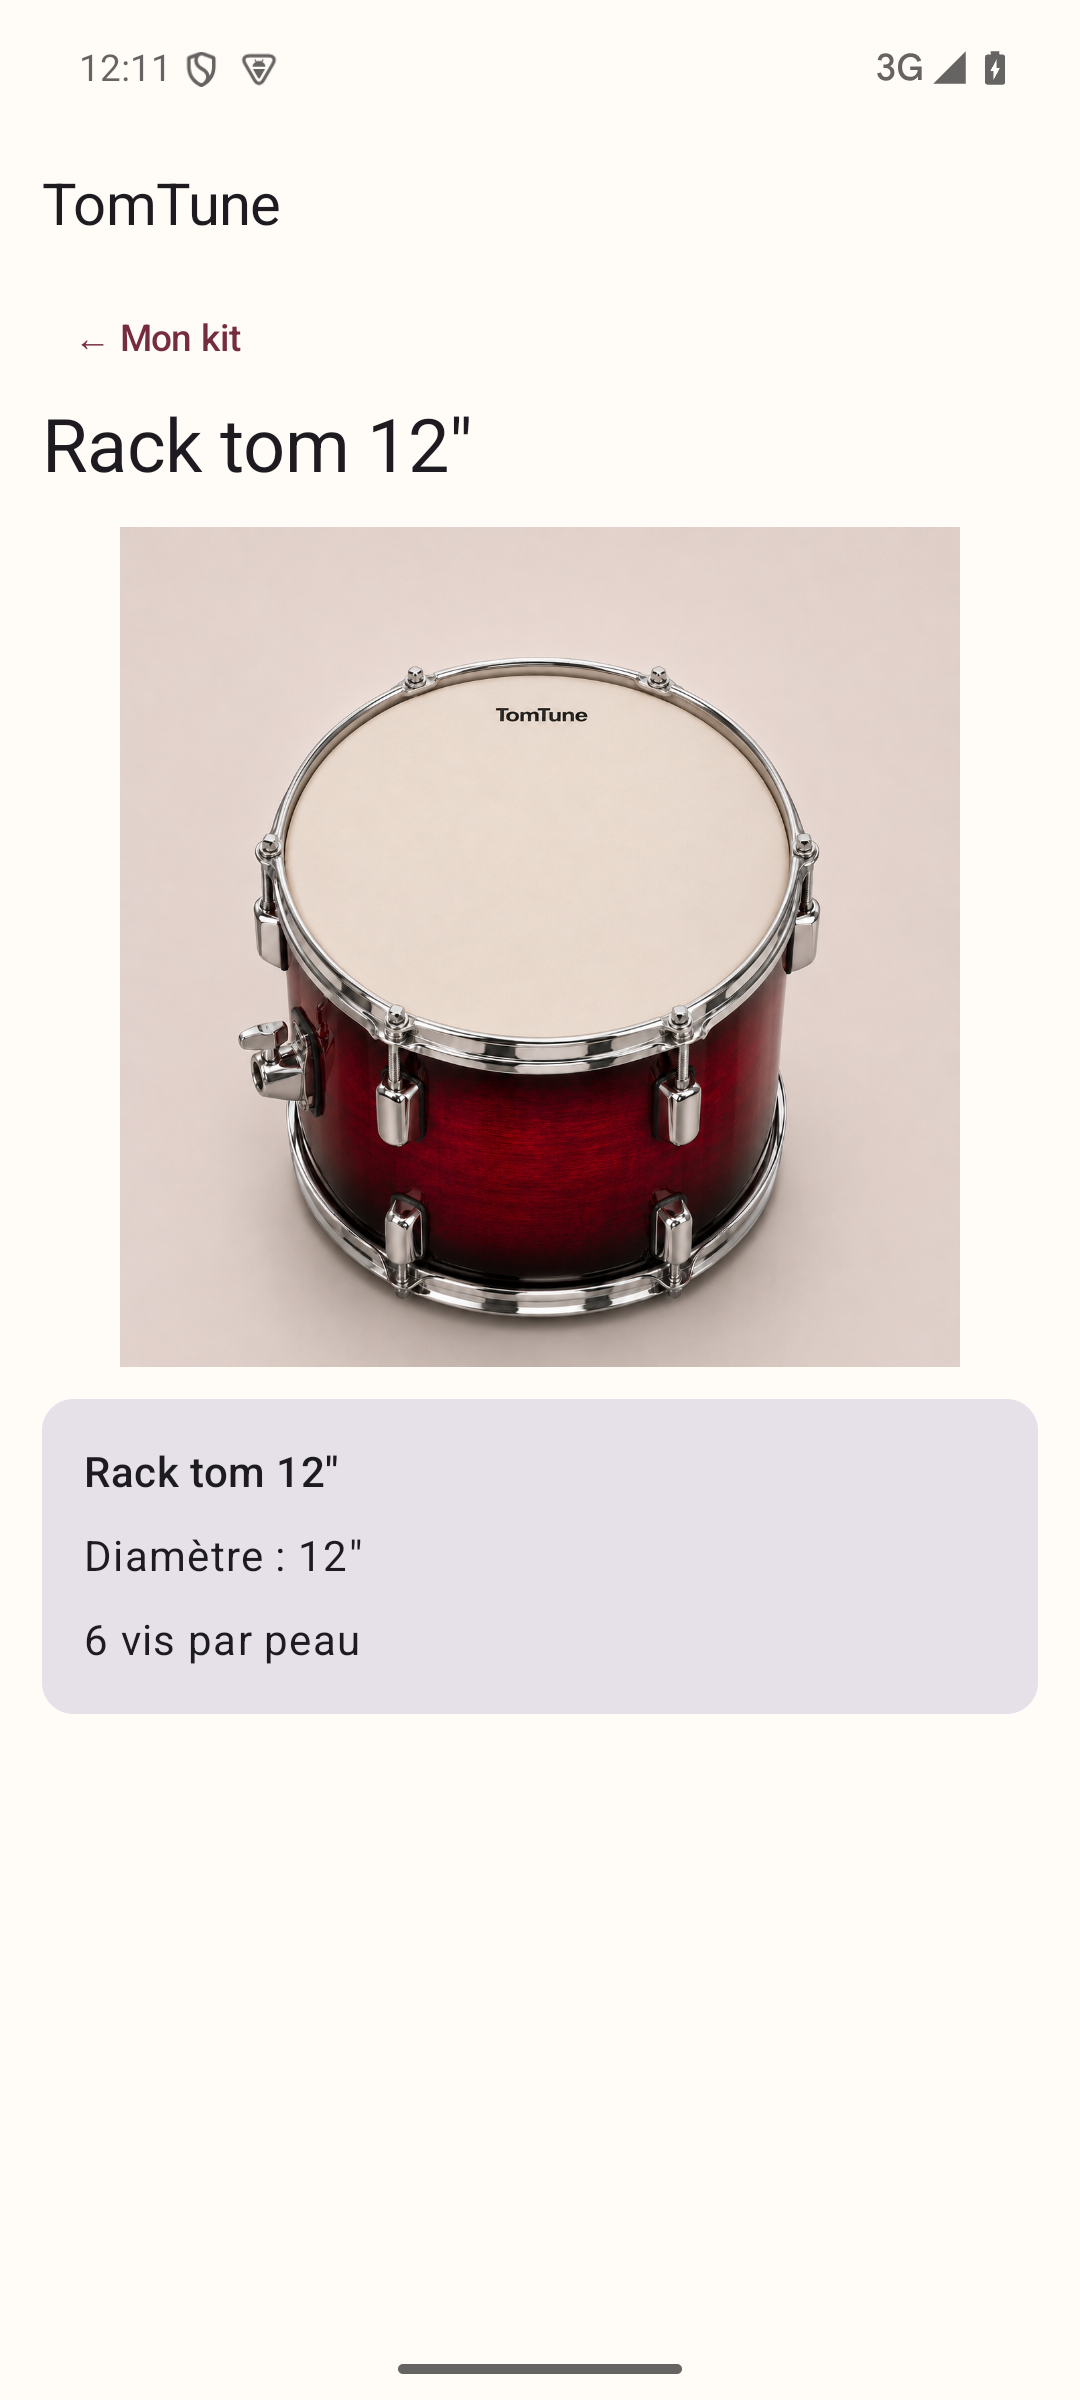 12:11
3G
TomTune
← Mon kit
Rack tom 12"
TomTune
Rack tom 12"
Diamètre : 12"
6 vis par peau